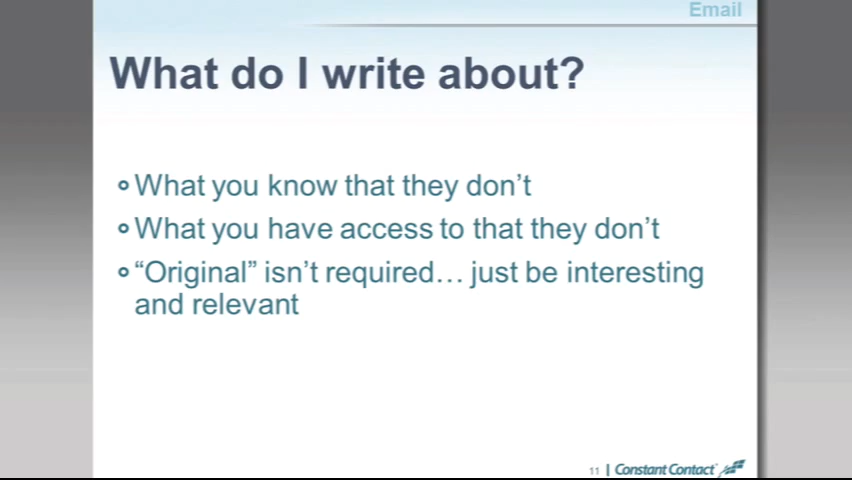 Email
What do I write about?
What you know that they don’t
What you have access to that they don’t
“Original” isn’t required… just be interesting
and relevant
11 | Constant Contact